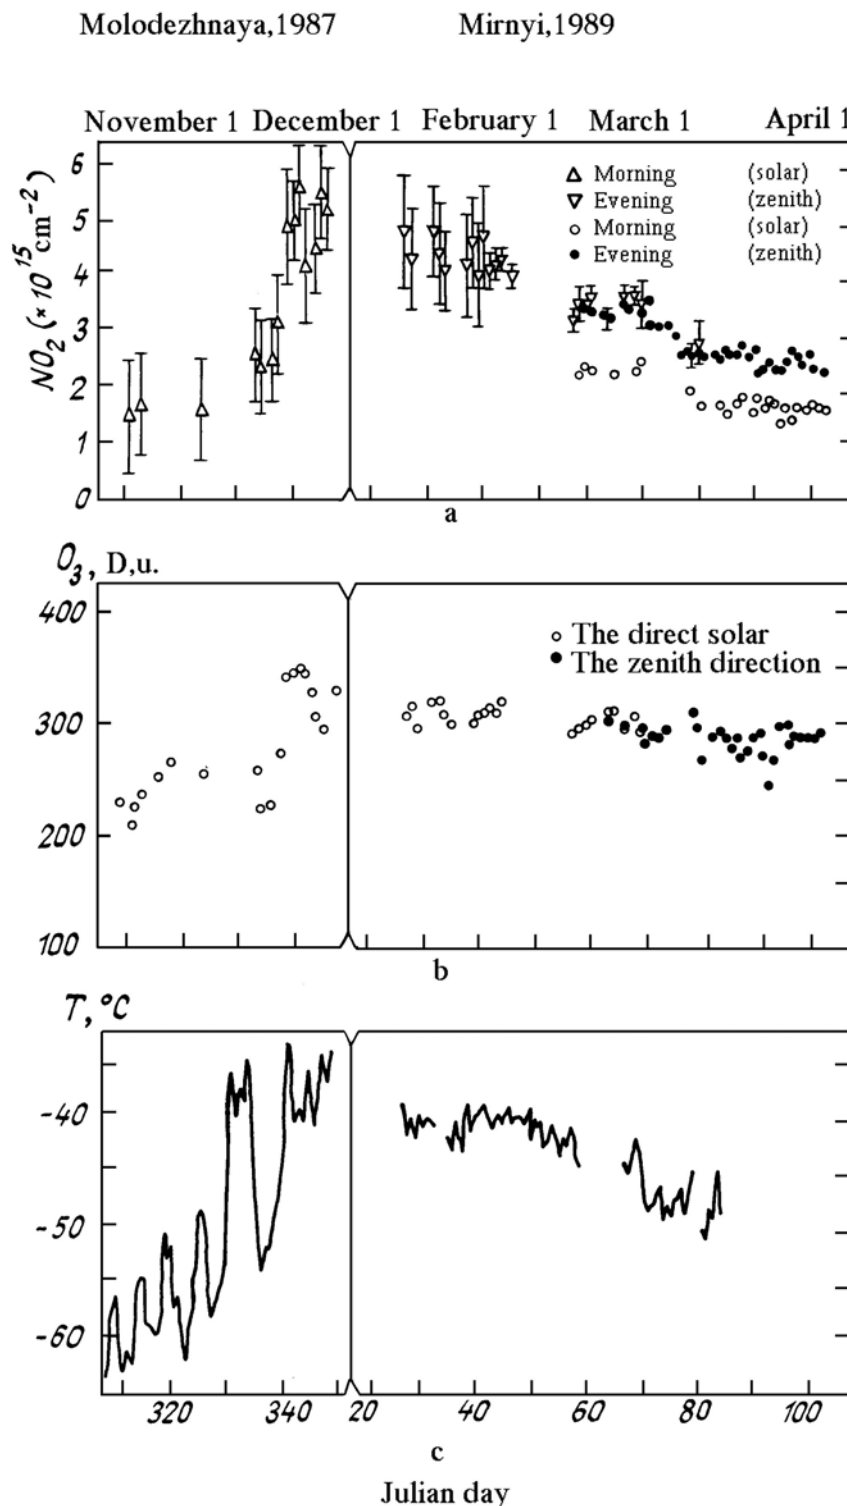 Molodezhnaya,1987 Mirnyi,1989
November 1 December 1 February 1 March 1 April 1
NO₂ (*10¹⁵ cm⁻²)
6
5
4
3
2
1
0
△ Morning (solar)
▽ Evening (zenith)
○ Morning (solar)
● Evening (zenith)
a
O₃, D,u.
400
300
200
100
○ The direct solar
● The zenith direction
b
T, °C
-40
-50
-60
320 340 20 40 60 80 100
c
Julian day